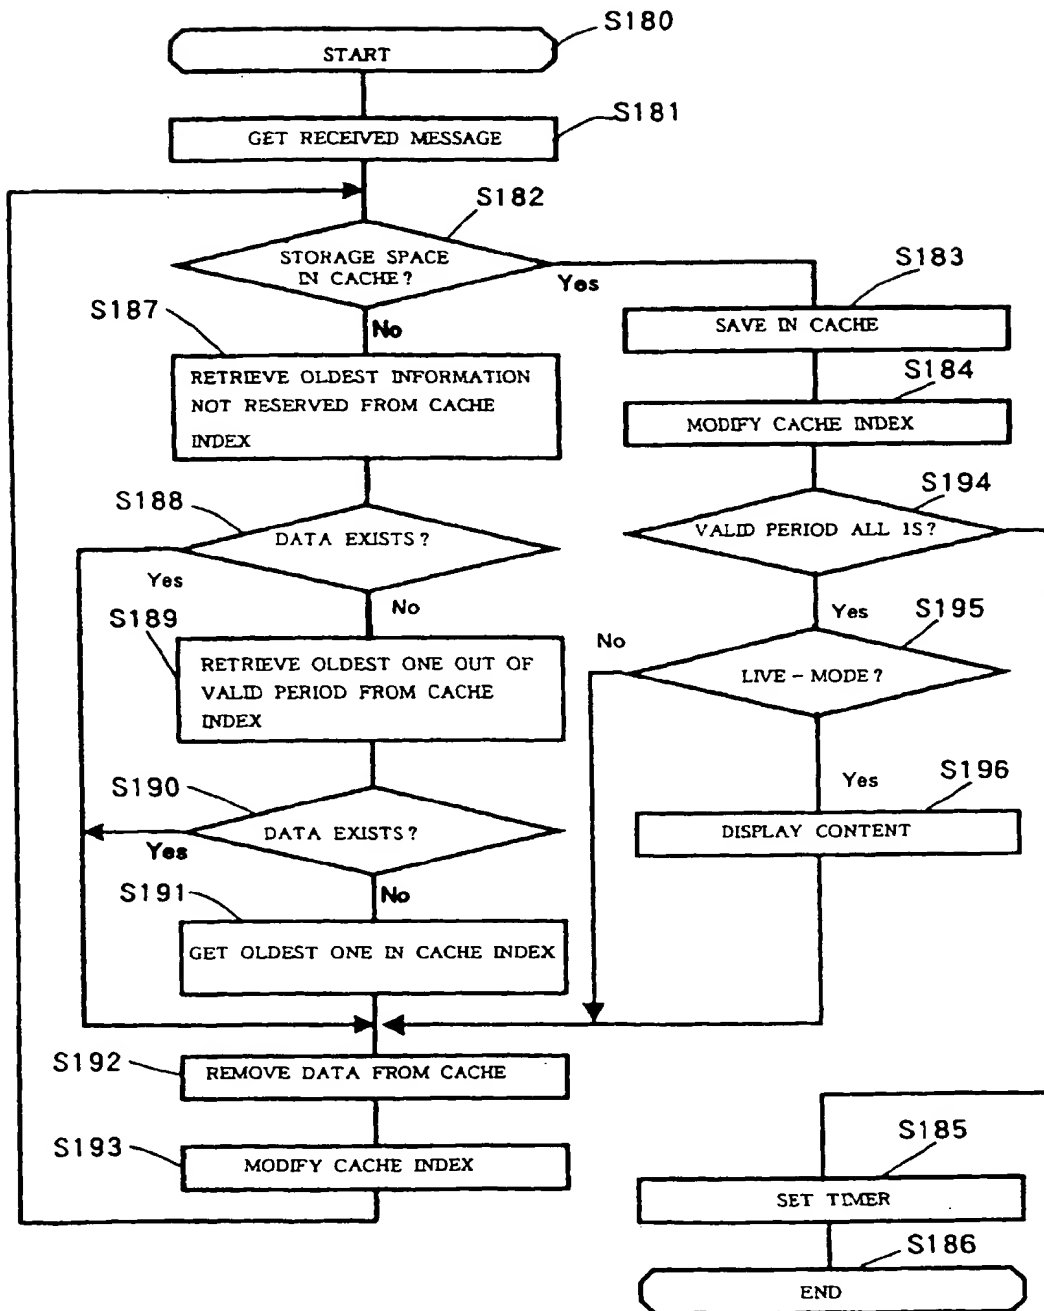 S180
START
S181
GET RECEIVED MESSAGE
S182
STORAGE SPACE
IN CACHE?
Yes
No
S187
RETRIEVE OLDEST INFORMATION
NOT RESERVED FROM CACHE
INDEX
S188
DATA EXISTS?
Yes
No
S189
RETRIEVE OLDEST ONE OUT OF
VALID PERIOD FROM CACHE
INDEX
S190
DATA EXISTS?
Yes
No
S191
GET OLDEST ONE IN CACHE INDEX
S192
REMOVE DATA FROM CACHE
S193
MODIFY CACHE INDEX
S183
SAVE IN CACHE
S184
MODIFY CACHE INDEX
S194
VALID PERIOD ALL 1S?
Yes
S195
No
LIVE-MODE?
Yes
S196
DISPLAY CONTENT
S185
SET TIMER
S186
END